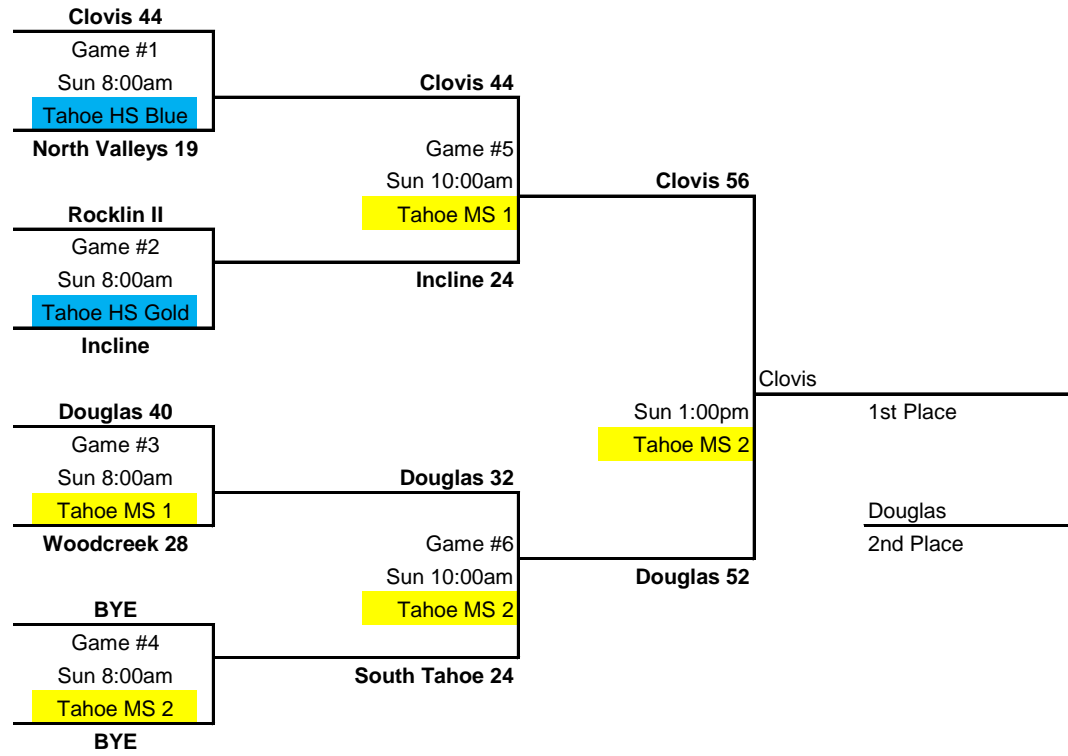 Clovis 44
Game #1
Sun 8:00am
Tahoe HS Blue
North Valleys 19
Clovis 44
Game #5
Sun 10:00am
Tahoe MS 1
Incline 24
Rocklin II
Game #2
Sun 8:00am
Tahoe HS Gold
Incline
Clovis 56
Sun 1:00pm
Tahoe MS 2
Douglas 52
Clovis
1st Place
Douglas
2nd Place
Douglas 40
Game #3
Sun 8:00am
Tahoe MS 1
Woodcreek 28
Douglas 32
Game #6
Sun 10:00am
Tahoe MS 2
South Tahoe 24
BYE
Game #4
Sun 8:00am
Tahoe MS 2
BYE